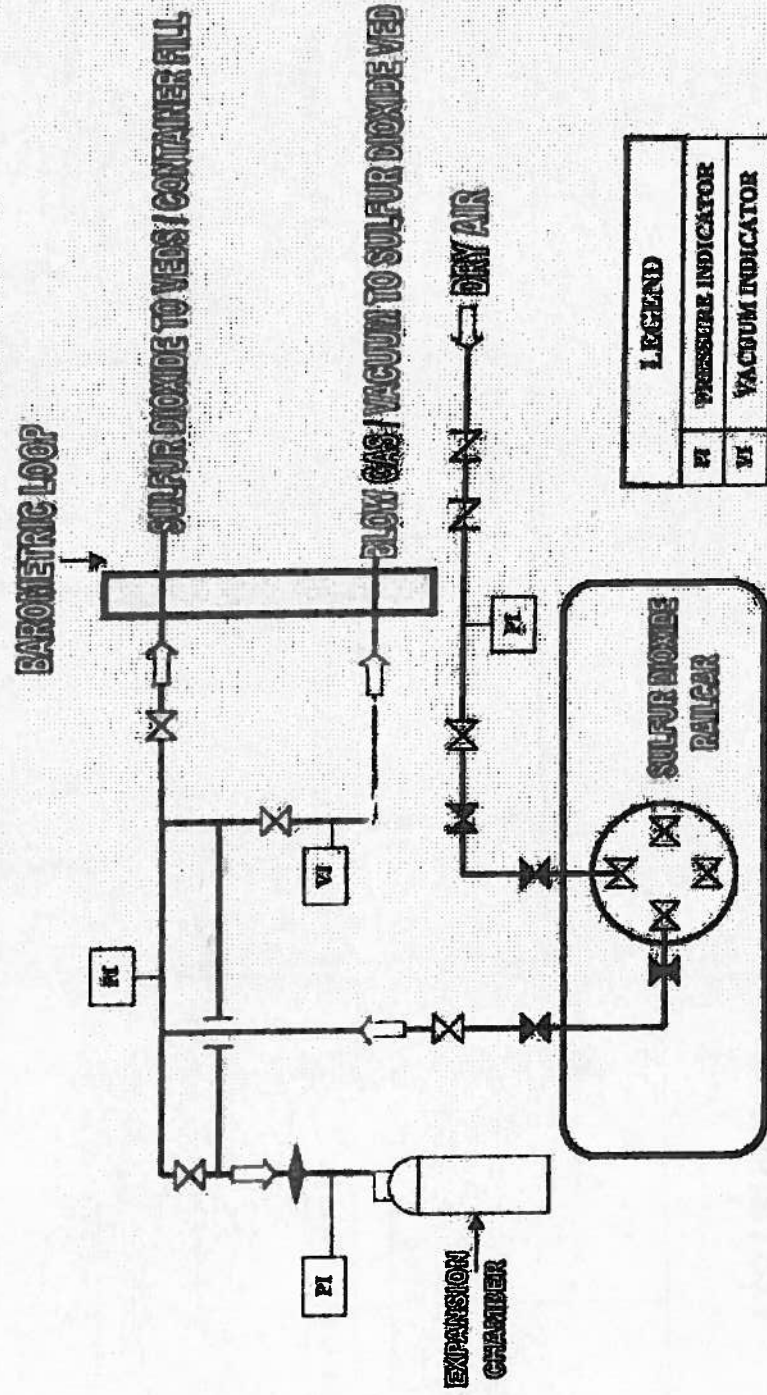 BAROMETRIC LOOP
SULFUR DIOXIDE TO VEDS / CONTAINER FILL
BLOW GAS / VACUUM TO SULFUR DIOXIDE VED
DRY AIR
PI
VI
PI
PI
EXPANSION
CHAMBER
SULFUR DIOXIDE
RAILCAR
LEGEND
PI PRESSURE INDICATOR
VI VACUUM INDICATOR